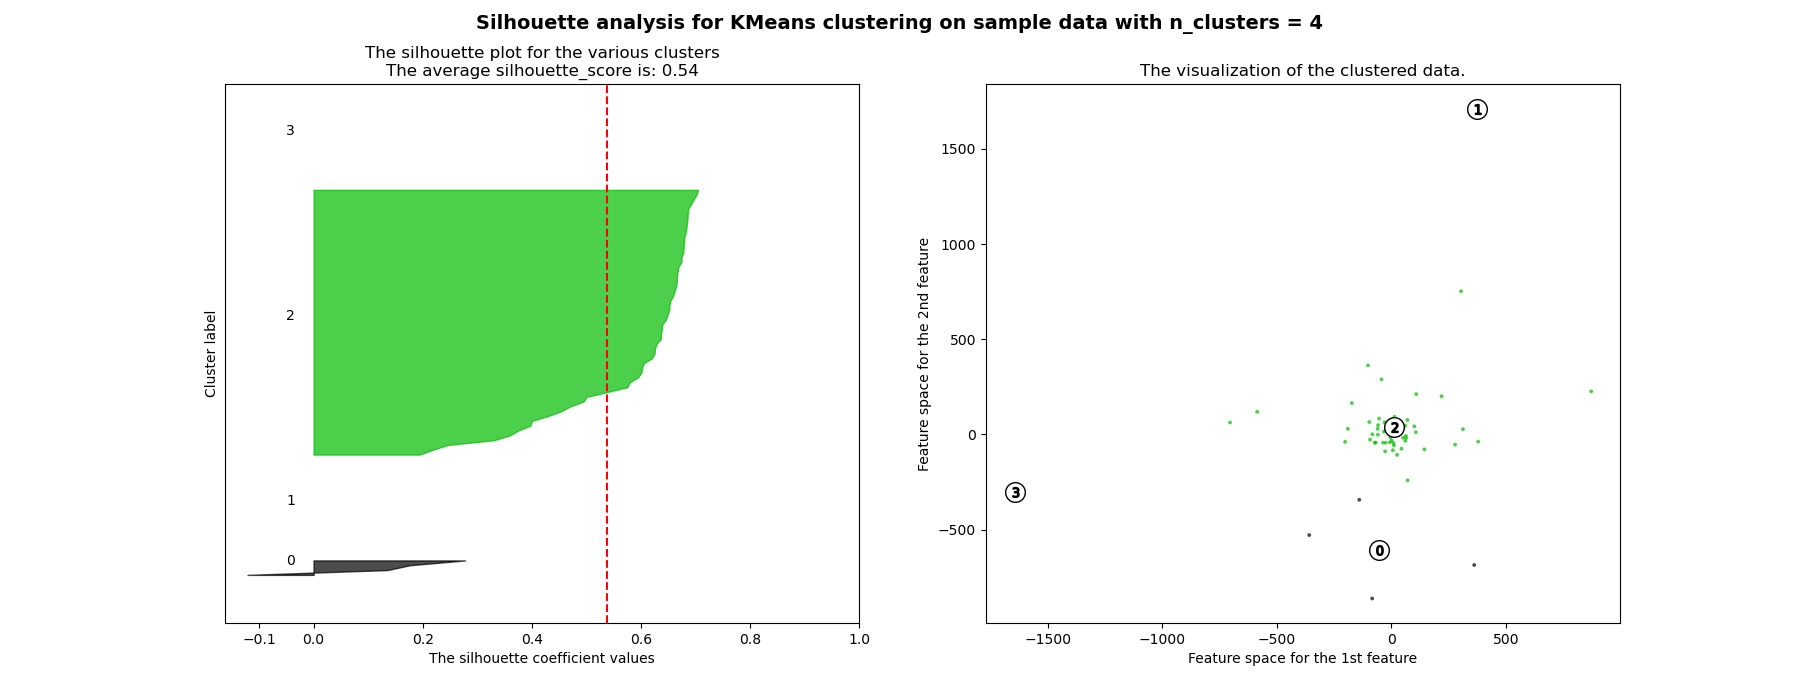 Silhouette analysis for KMeans clustering on sample data with n_clusters = 4
The silhouette plot for the various clusters
The average silhouette_score is: 0.54
3
2
1
0
Cluster label
−0.1 0.0 0.2 0.4 0.6 0.8 1.0
The silhouette coefficient values
The visualization of the clustered data.
1500
1000
500
0
−500
Feature space for the 2nd feature
1
2
3
0
−1500 −1000 −500 0 500
Feature space for the 1st feature